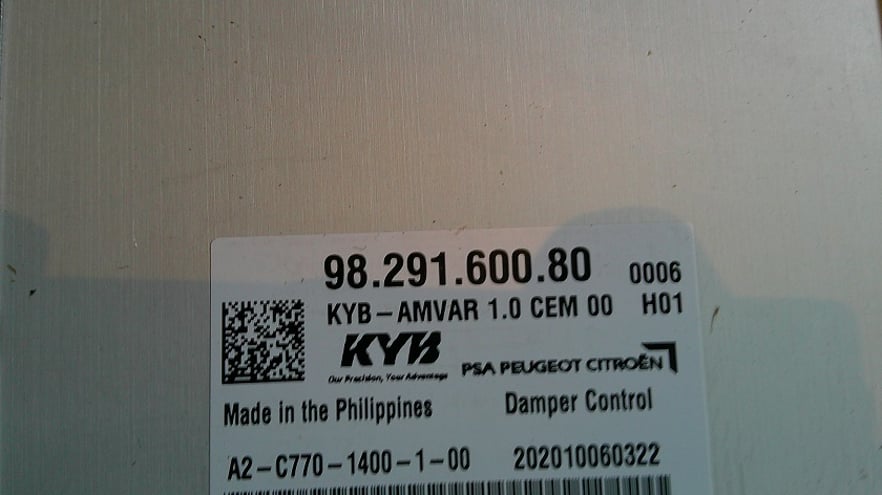 98.291.600.80 0006
KYB-AMVAR 1.0 CEM 00 H01
KYB
Our Precision, Your Advantage
PSA PEUGEOT CITROËN
Made in the Philippines Damper Control
A2-C770-1400-1-00 202010060322